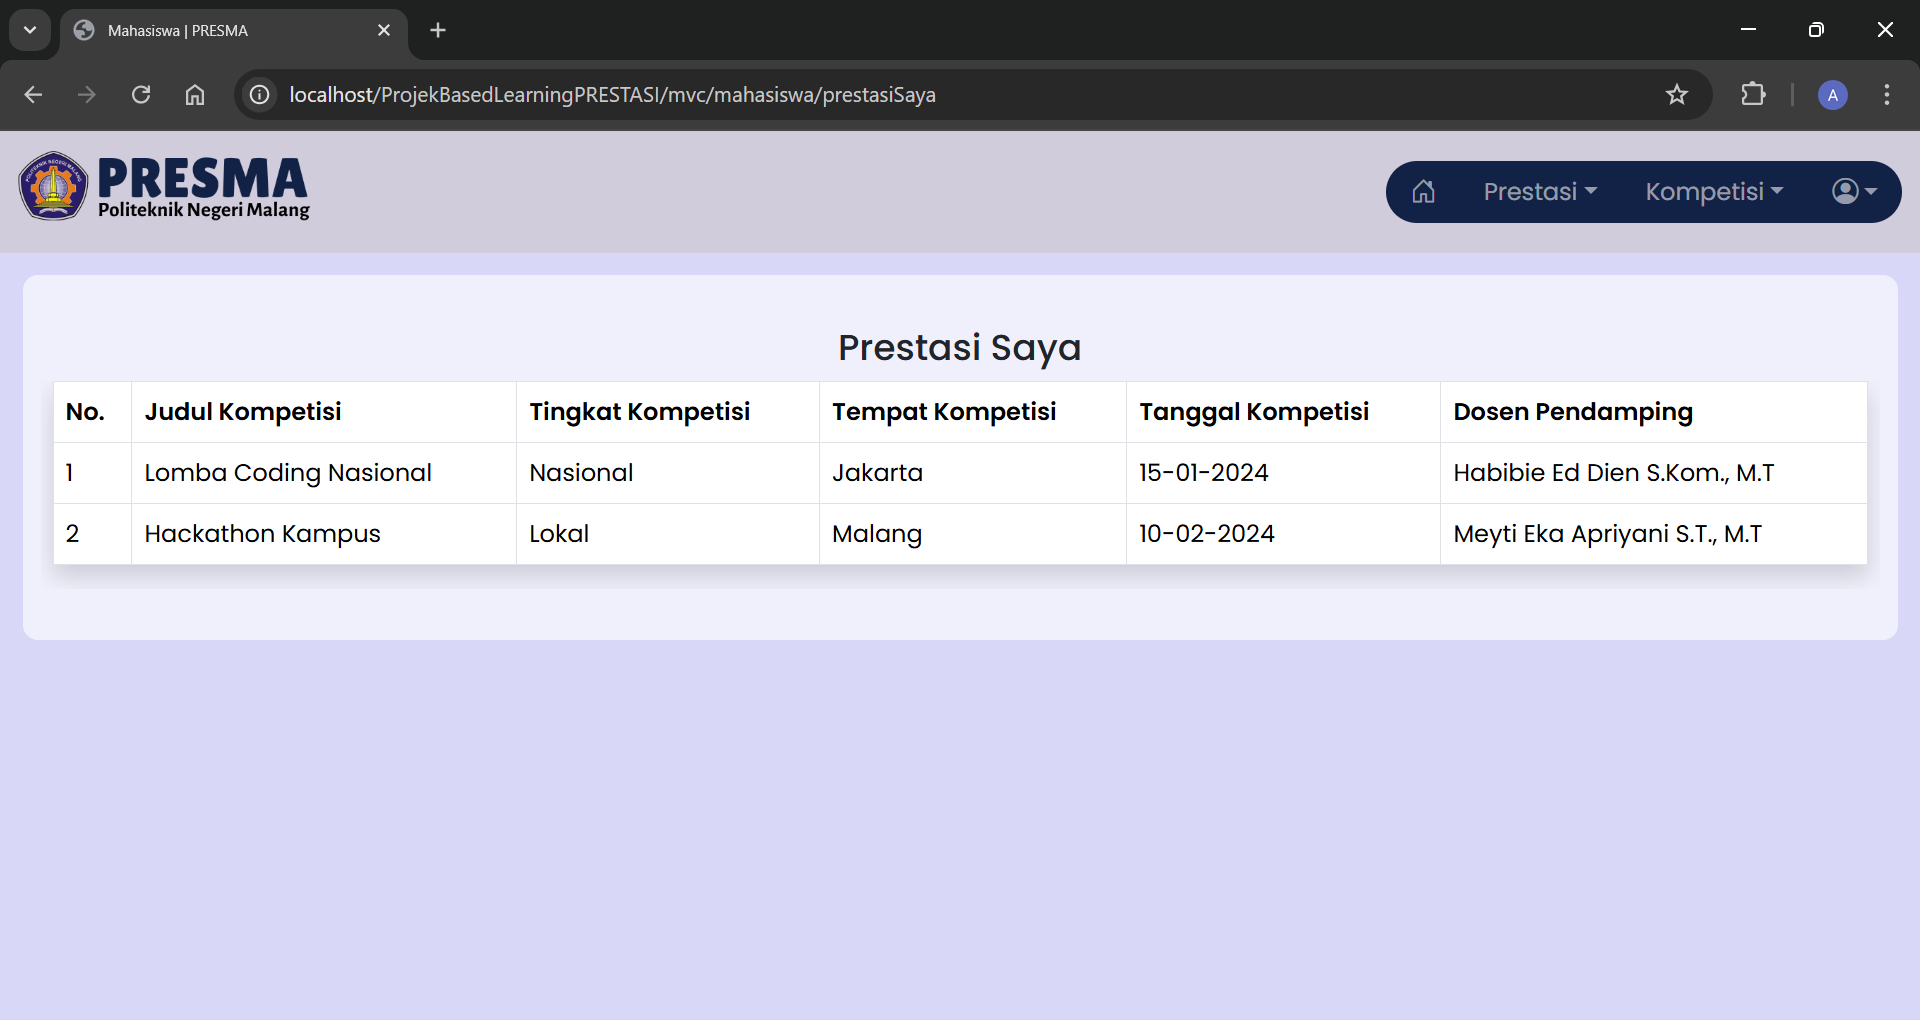 Mahasiswa | PRESMA
localhost/ProjekBasedLearningPRESTASI/mvc/mahasiswa/prestasiSaya
A
PRESMA
Politeknik Negeri Malang
Prestasi
Kompetisi
Prestasi Saya
No. Judul Kompetisi Tingkat Kompetisi Tempat Kompetisi Tanggal Kompetisi Dosen Pendamping
1 Lomba Coding Nasional Nasional Jakarta 15-01-2024 Habibie Ed Dien S.Kom., M.T
2 Hackathon Kampus Lokal Malang 10-02-2024 Meyti Eka Apriyani S.T., M.T